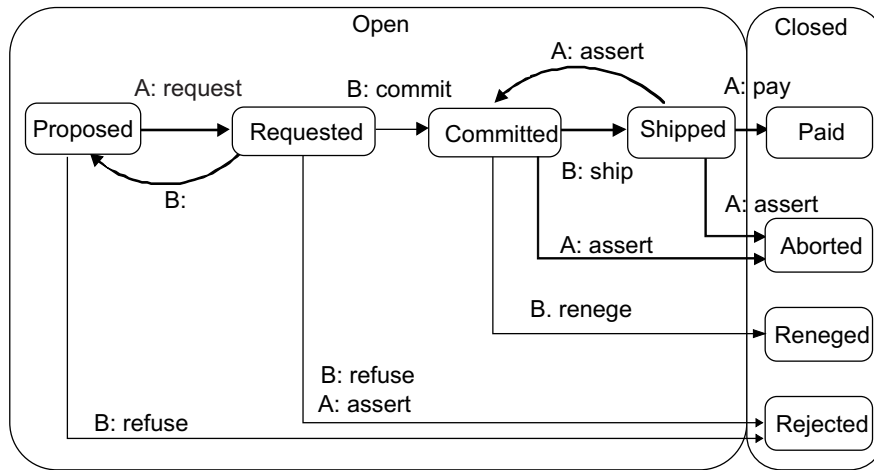 Open
Closed
A: assert
A: request
B: commit
A: pay
Proposed
Requested
Committed
Shipped
Paid
B:
B: ship
A: assert
A: assert
Aborted
B. renege
Reneged
B: refuse
A: assert
B: refuse
Rejected